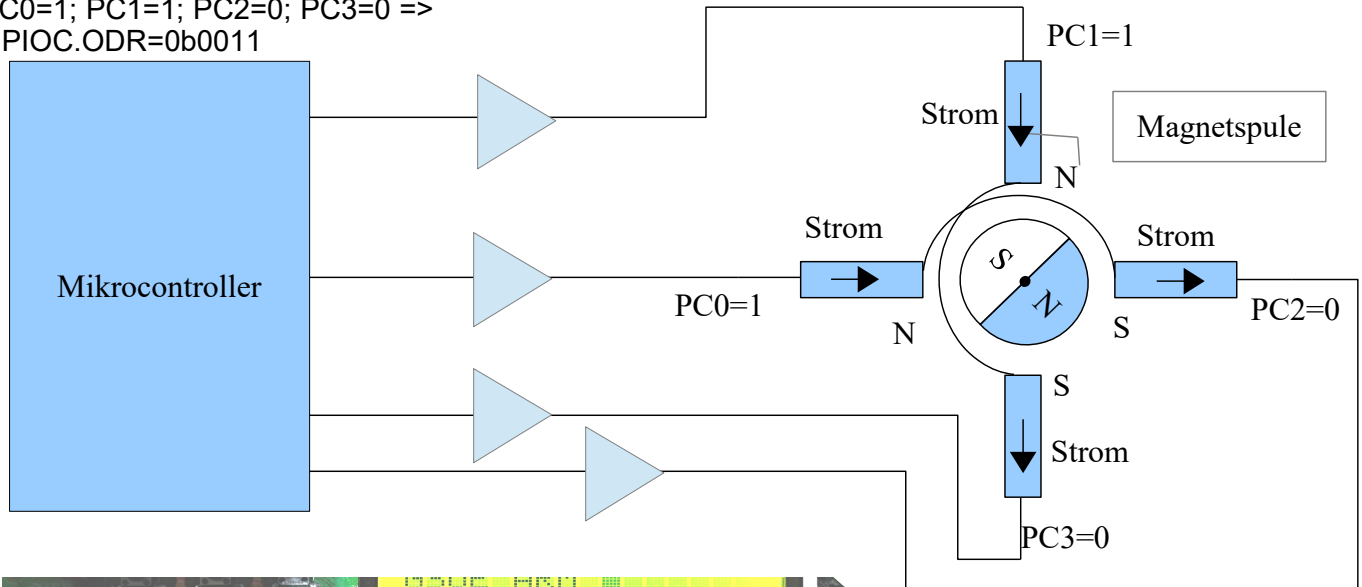 C0=1; PC1=1; PC2=0; PC3=0 =>
PIOC.ODR=0b0011
PC1=1
Strom
Magnetspule
N
Strom
Strom
S
Mikrocontroller
N
PC0=1
PC2=0
N
S
S
Strom
PC3=0